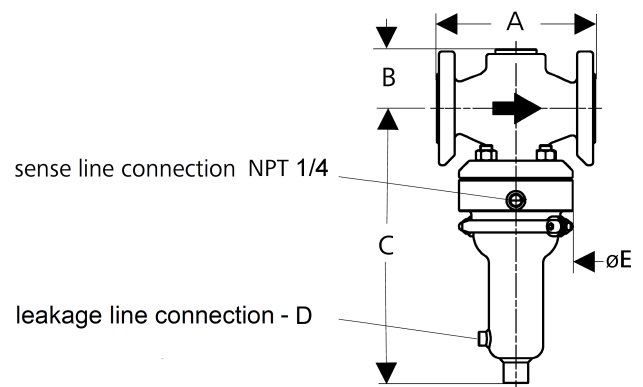 A
B
sense line connection NPT 1/4
C
øE
leakage line connection - D